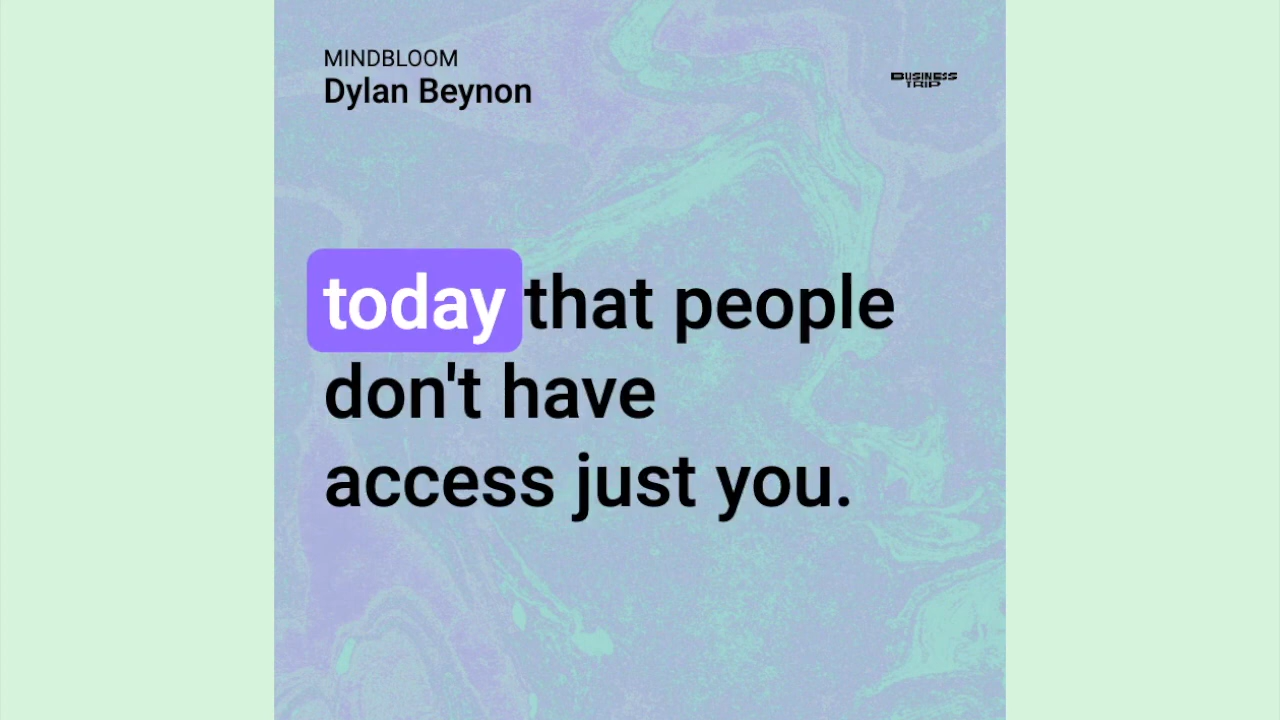 MINDBLOOM
Dylan Beynon
BUSINESS
TRIP
today that people
don't have
access just you.